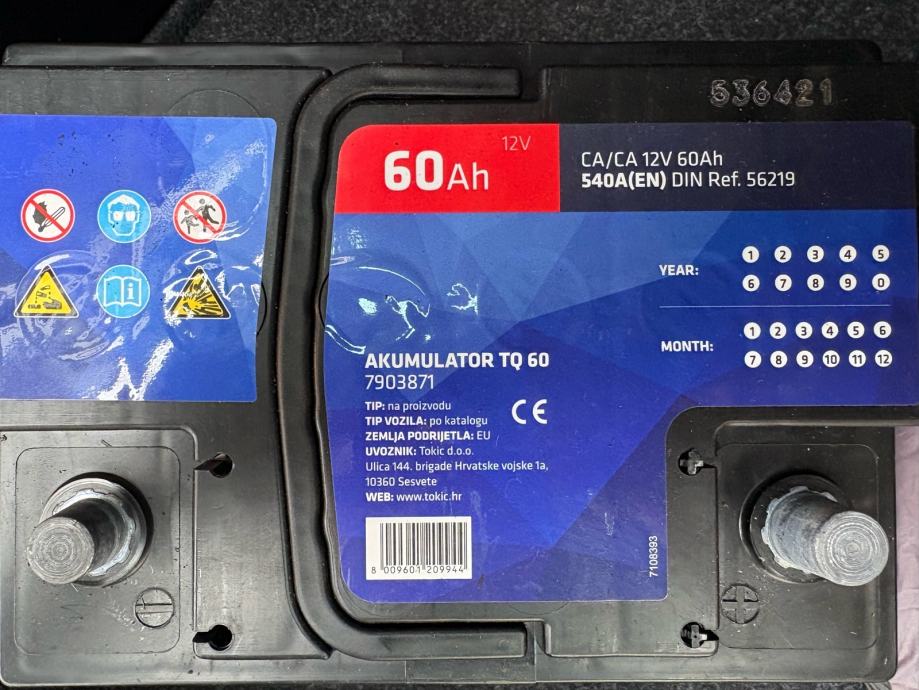 536421
12V
60Ah
CA/CA 12V 60Ah
540A(EN) DIN Ref. 56219
YEAR: 1 2 3 4 5
6 7 8 9 0
MONTH: 1 2 3 4 5 6
7 8 9 10 11 12
AKUMULATOR TQ 60
7903871
TIP: na proizvodu
TIP VOZILA: po katalogu
ZEMLJA PODRIJETLA: EU
UVOZNIK: Tokić d.o.o.
Ulica 144. brigade Hrvatske vojske 1a,
10360 Sesvete
WEB: www.tokic.hr
CE
8 009601 209944
7108393